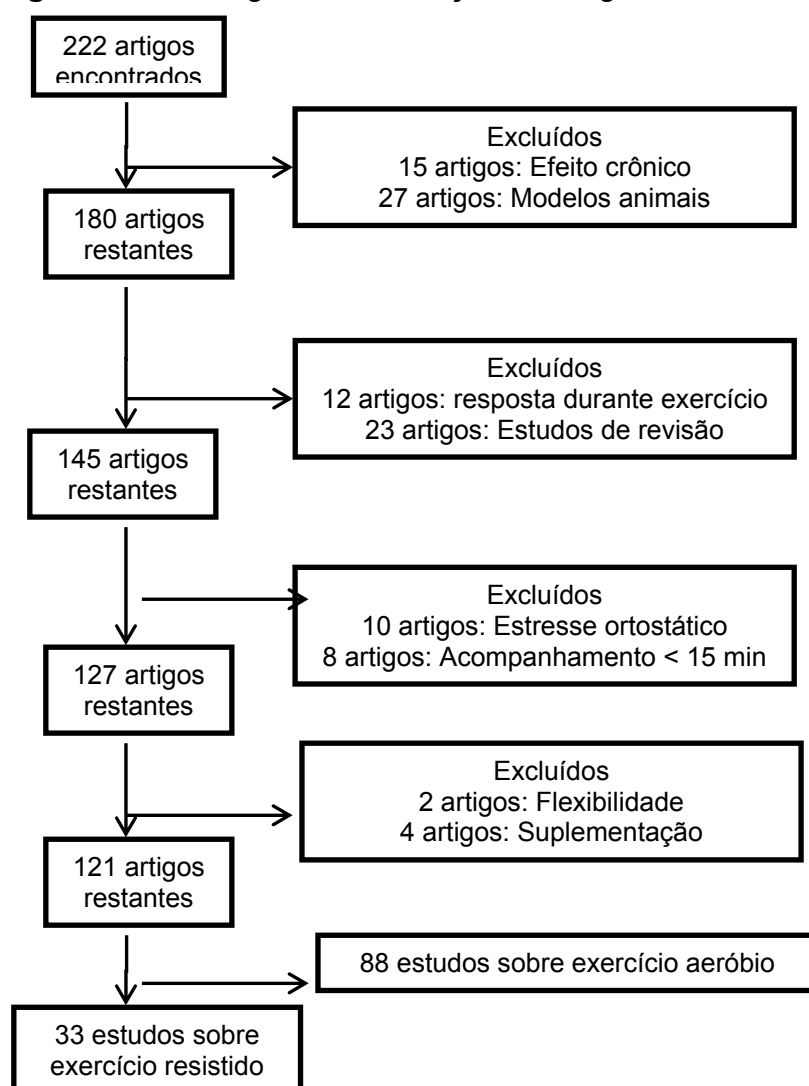 222 artigos
encontrados
Excluídos
15 artigos: Efeito crônico
27 artigos: Modelos animais
180 artigos
restantes
Excluídos
12 artigos: resposta durante exercício
23 artigos: Estudos de revisão
145 artigos
restantes
Excluídos
10 artigos: Estresse ortostático
8 artigos: Acompanhamento < 15 min
127 artigos
restantes
Excluídos
2 artigos: Flexibilidade
4 artigos: Suplementação
121 artigos
restantes
88 estudos sobre exercício aeróbio
33 estudos sobre
exercício resistido